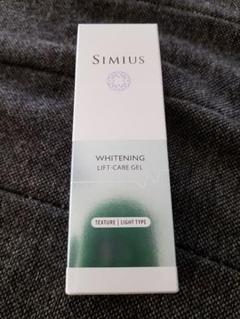 SIMIUS
WHITENING
LIFT-CARE GEL
TEXTURE | LIGHT TYPE